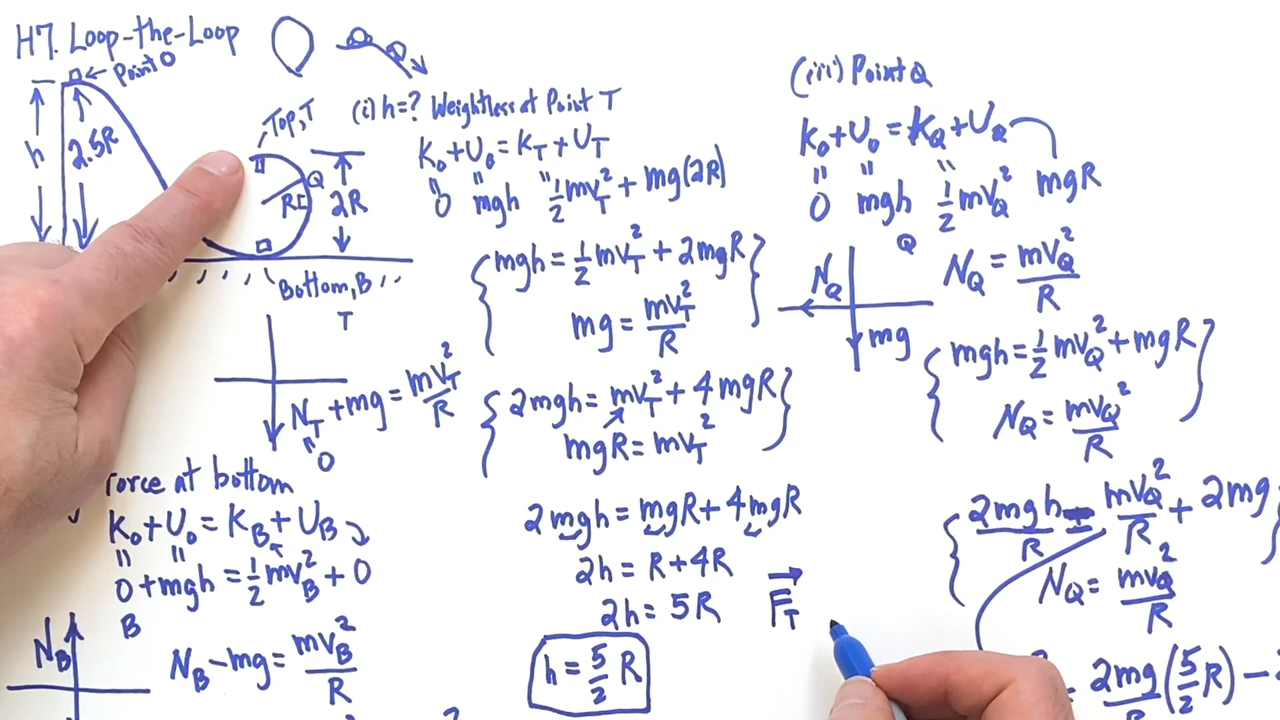 H7. Loop-the-Loop
← Point O
h
2.5R
Top, T
Q
R
2R
Bottom, B
(i) h=? Weightless at Point T
K₀+U₀ = K_T + U_T
0 mgh ½mv_T² + mg(2R)
mgh = ½mv_T² + 2mgR
mg = mv_T²/R
2mgh = mv_T² + 4mgR
mgR = mv_T²
2mgh = mgR + 4mgR
2h = R + 4R
2h = 5R
h = 5/2 R
F_T
T
N_T + mg = mv_T²/R
0
Force at bottom
K₀+U₀ = K_B + U_B
0 + mgh = ½mv_B² + 0
B
N_B
N_B - mg = mv_B²/R
(iii) Point Q
K₀+U₀ = K_Q + U_Q
0 mgh ½mv_Q² mgR
Q
N_Q
mg
N_Q = mv_Q²/R
mgh = ½mv_Q² + mgR
N_Q = mv_Q²/R
2mgh/R = mv_Q²/R + 2mg
N_Q = mv_Q²/R
= 2mg/R (5/2 R) -